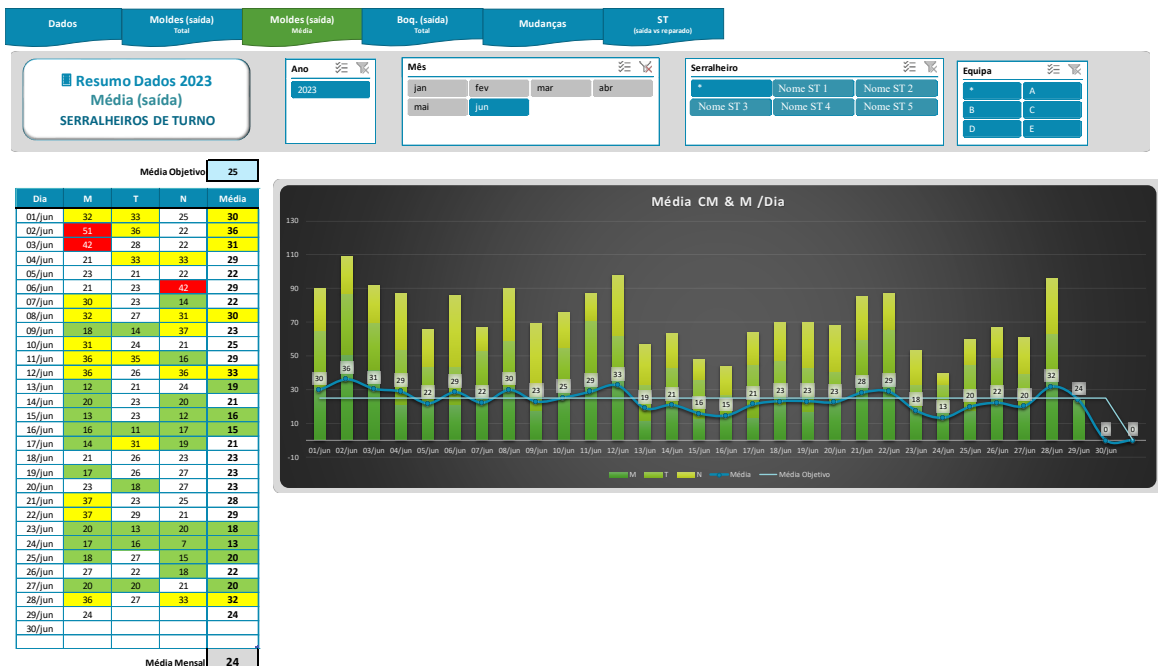 Dados
Moldes (saída)
Total
Moldes (saída)
Média
Boq. (saída)
Total
Mudanças
ST
(saída vs reparado)
Resumo Dados 2023
Média (saída)
SERRALHEIROS DE TURNO
Ano
2023
Mês
jan fev mar abr
mai jun
Serralheiro
* Nome ST 1 Nome ST 2
Nome ST 3 Nome ST 4 Nome ST 5
Equipa
* A
B C
D E
Média Objetivo 25
Dia M T N Média
01/jun 32 33 25 30
02/jun 51 36 22 36
03/jun 42 28 22 31
04/jun 21 33 33 29
05/jun 23 21 22 22
06/jun 21 23 42 29
07/jun 30 23 14 22
08/jun 32 27 31 30
09/jun 18 14 37 23
10/jun 31 24 21 25
11/jun 36 35 16 29
12/jun 36 26 36 33
13/jun 12 21 24 19
14/jun 20 23 20 21
15/jun 13 23 12 16
16/jun 16 11 17 15
17/jun 14 31 19 21
18/jun 21 26 23 23
19/jun 17 26 27 23
20/jun 23 18 27 23
21/jun 37 23 25 28
22/jun 37 29 21 29
23/jun 20 13 20 18
24/jun 17 16 7 13
25/jun 18 27 15 20
26/jun 27 22 18 22
27/jun 20 20 21 20
28/jun 36 27 33 32
29/jun 24 24
30/jun
Média Mensal 24
Média CM & M /Dia
130
110
90
70
50
30
10
-10
30 36 31 29 22 29 22 30 23 25 29 33 19 21 16 15 21 23 23 23 28 29 18 13 20 22 20 32 24 0 0
01/jun 02/jun 03/jun 04/jun 05/jun 06/jun 07/jun 08/jun 09/jun 10/jun 11/jun 12/jun 13/jun 14/jun 15/jun 16/jun 17/jun 18/jun 19/jun 20/jun 21/jun 22/jun 23/jun 24/jun 25/jun 26/jun 27/jun 28/jun 29/jun 30/jun
M T N Média Média Objetivo